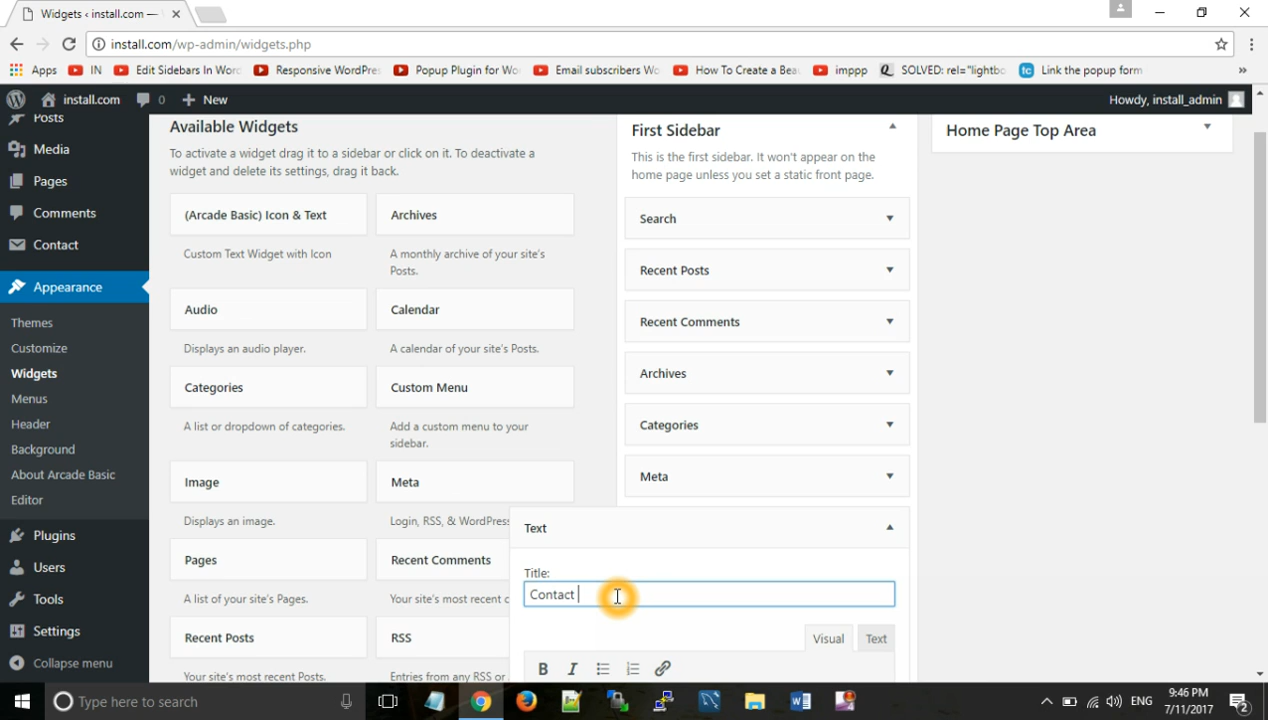 Widgets ‹ install.com —
install.com/wp-admin/widgets.php
Apps IN Edit Sidebars In Wor Responsive WordPre Popup Plugin for Wo Email subscribers Wo How To Create a Bea imppp SOLVED: rel="lightbo Link the popup form »
install.com 0 New Howdy, install_admin
Posts
Media
Pages
Comments
Contact
Appearance
Themes
Customize
Widgets
Menus
Header
Background
About Arcade Basic
Editor
Plugins
Users
Tools
Settings
Collapse menu
Available Widgets
To activate a widget drag it to a sidebar or click on it. To deactivate a
widget and delete its settings, drag it back.
(Arcade Basic) Icon & Text
Custom Text Widget with Icon
Archives
A monthly archive of your site's
Posts.
Audio
Displays an audio player.
Calendar
A calendar of your site's Posts.
Categories
A list or dropdown of categories.
Custom Menu
Add a custom menu to your
sidebar.
Image
Displays an image.
Meta
Login, RSS, & WordPress
Pages
A list of your site's Pages.
Recent Comments
Your site's most recent c
Recent Posts
Your site's most recent Posts.
RSS
Entries from any RSS or
First Sidebar
This is the first sidebar. It won't appear on the
home page unless you set a static front page.
Search
Recent Posts
Recent Comments
Archives
Categories
Meta
Text
Title:
Contact
Visual Text
B I
Home Page Top Area
Type here to search
ENG
9:46 PM
7/11/2017
2